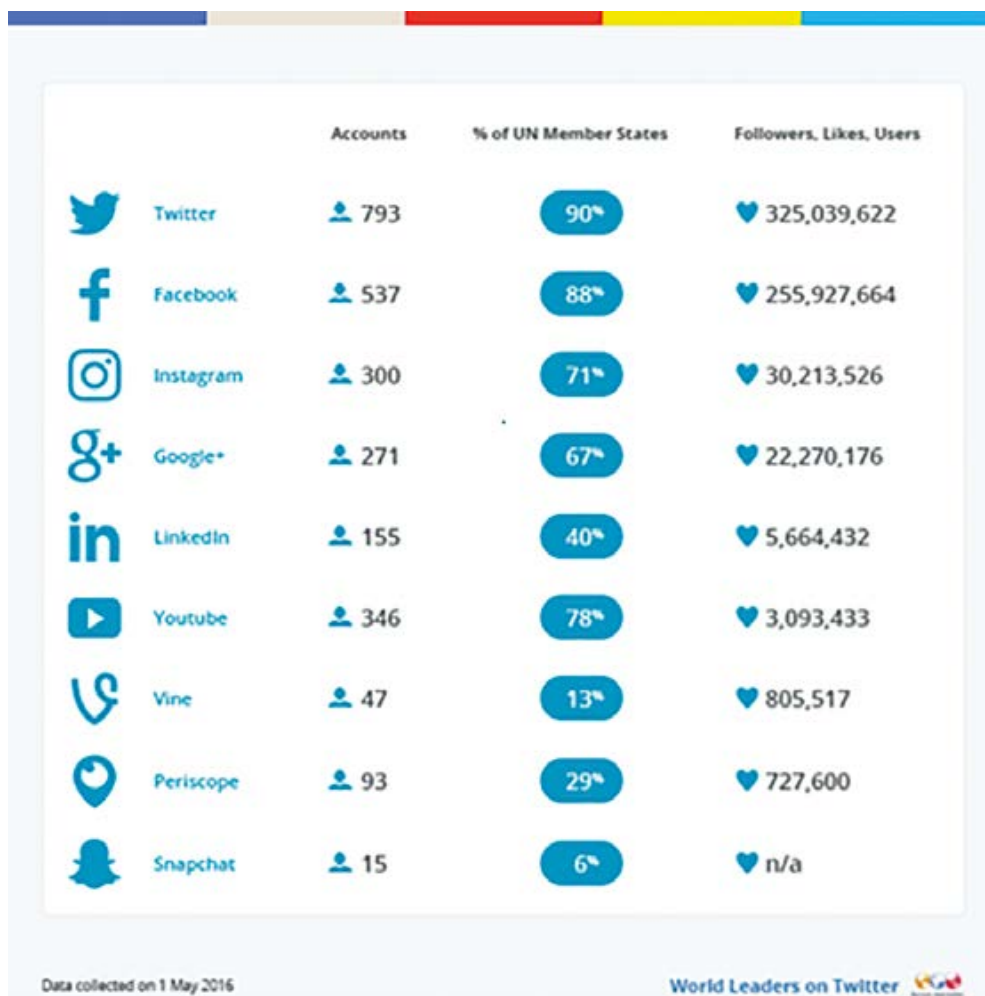 Accounts % of UN Member States Followers, Likes, Users
Twitter 793 90% 325,039,622
Facebook 537 88% 255,927,664
Instagram 300 71% 30,213,526
g+ Google+ 271 67% 22,270,176
in LinkedIn 155 40% 5,664,432
Youtube 346 78% 3,093,433
Vine 47 13% 805,517
Periscope 93 29% 727,600
Snapchat 15 6% n/a
Data collected on 1 May 2016 World Leaders on Twitter